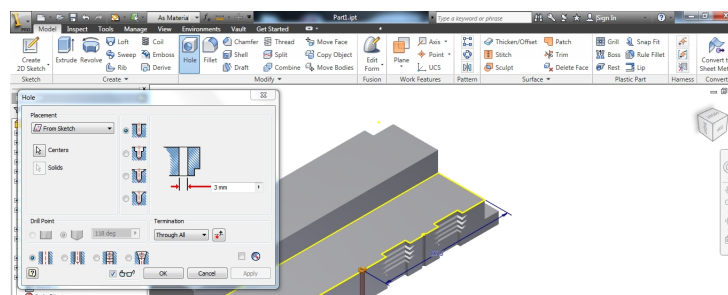 As Materia
Part1.ipt
Type a keyword or phrase
Sign In
PRO
Model Inspect Tools Manage View Environments Vault Get Started
Create 2D Sketch
Extrude
Revolve
Loft
Sweep
Rib
Coil
Emboss
Derive
Hole
Fillet
Chamfer
Shell
Draft
Thread
Split
Combine
Move Face
Copy Object
Move Bodies
Edit Form
Plane
Axis
Point
UCS
Thicken/Offset
Stitch
Sculpt
Patch
Trim
Delete Face
Grill
Boss
Rest
Snap Fit
Rule Fillet
Lip
Convert t
Sheet Met
Sketch
Create
Modify
Fusion
Work Features
Pattern
Surface
Plastic Part
Harness
Convert
Hole
Placement
From Sketch
Centers
Solids
3 mm
Drill Point
118 deg
Termination
Through All
OK
Cancel
Apply